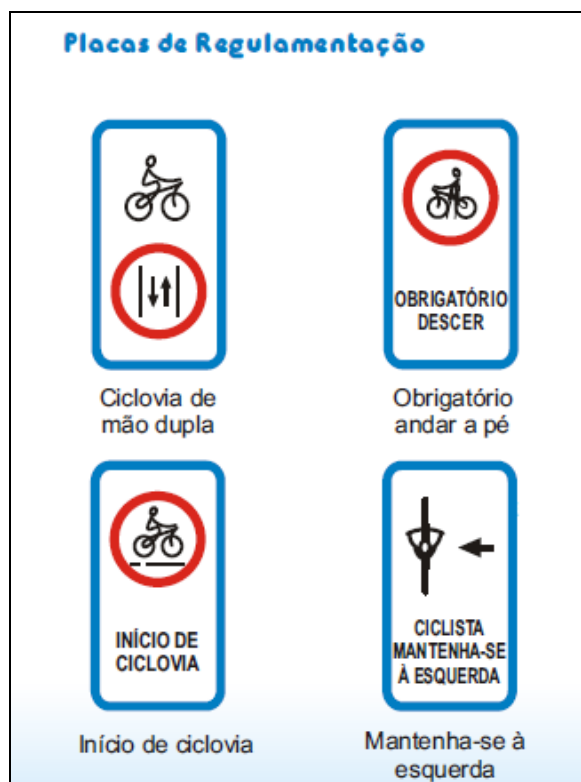 Placas de Regulamentação
OBRIGATÓRIO
DESCER
Ciclovia de
mão dupla
Obrigatório
andar a pé
INÍCIO DE
CICLOVIA
CICLISTA
MANTENHA-SE
À ESQUERDA
Início de ciclovia
Mantenha-se à
esquerda